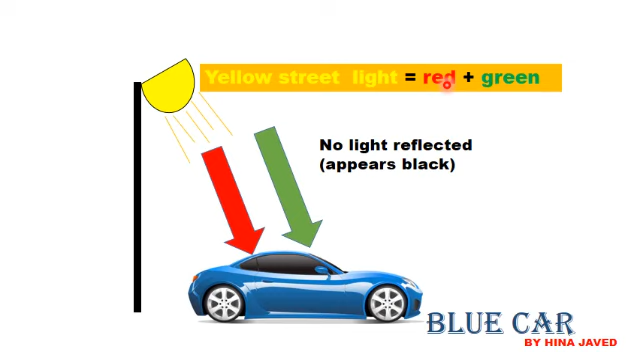 Yellow street light = red + green
No light reflected
(appears black)
BLUE CAR
BY HINA JAVED